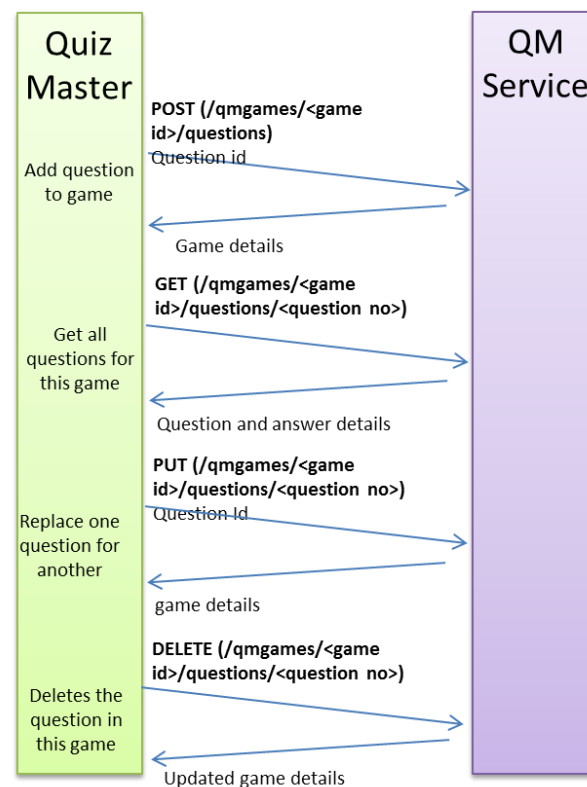 Quiz
Master
QM
Service
POST (/qmgames/<game
id>/questions)
Question id
Add question
to game
Game details
GET (/qmgames/<game
id>/questions/<question no>)
Get all
questions for
this game
Question and answer details
PUT (/qmgames/<game
id>/questions/<question no>)
Question Id
Replace one
question for
another
game details
DELETE (/qmgames/<game
id>/questions/<question no>)
Deletes the
question in
this game
Updated game details